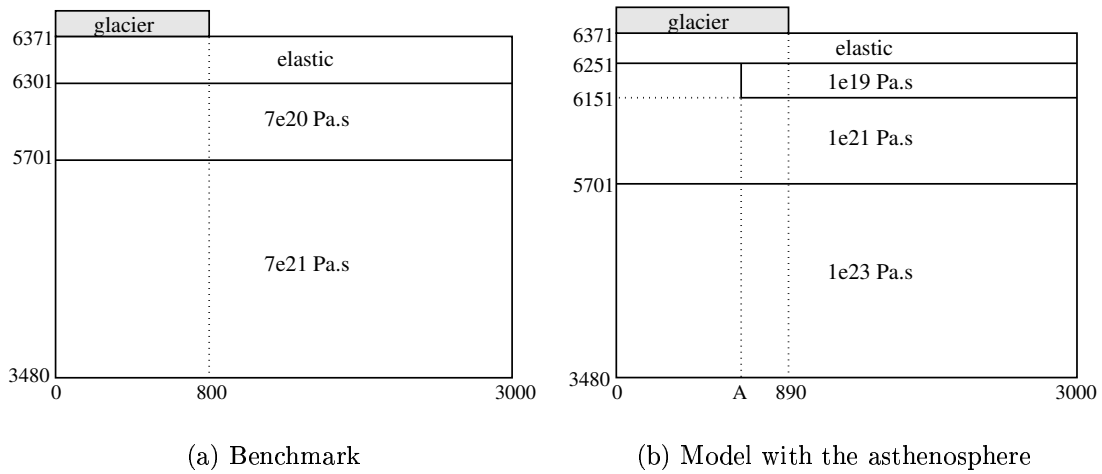 glacier
6371
elastic
6301
7e20 Pa.s
5701
7e21 Pa.s
3480
0 800 3000
(a) Benchmark
glacier
6371
elastic
6251
1e19 Pa.s
6151
1e21 Pa.s
5701
1e23 Pa.s
3480
0 A 890 3000
(b) Model with the asthenosphere